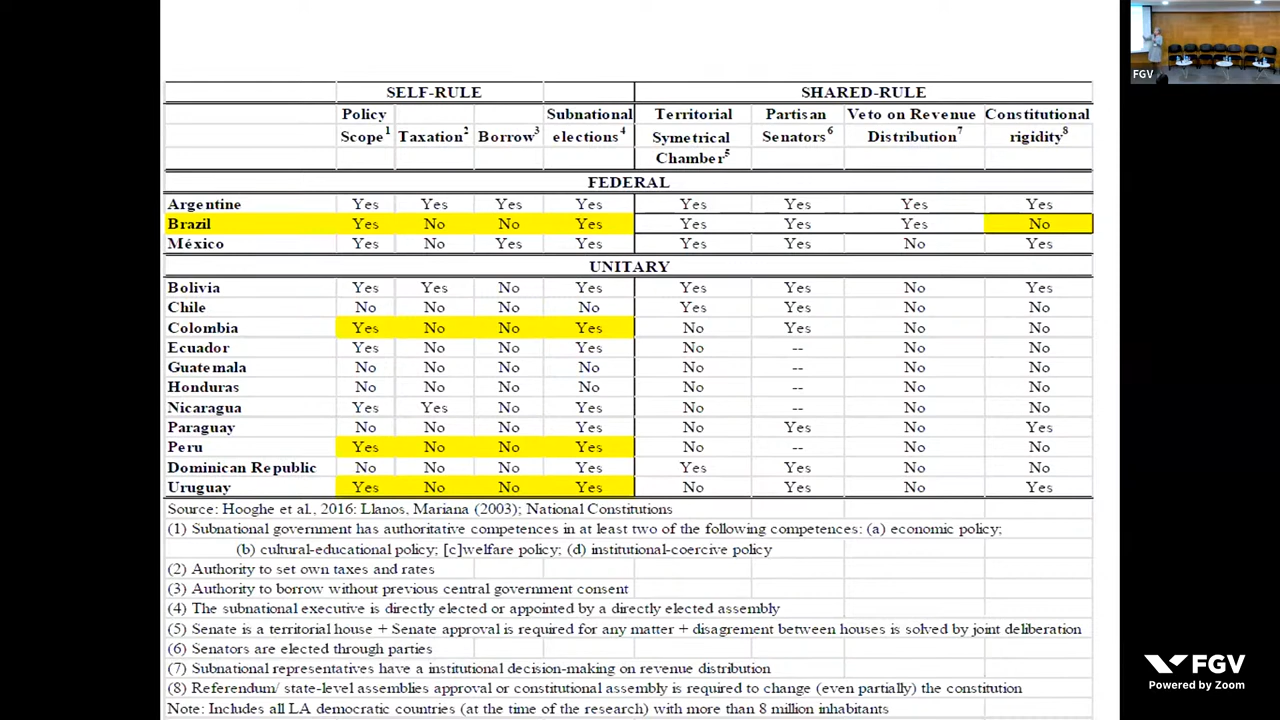 SELF-RULE SHARED-RULE
Policy Scope¹ Taxation² Borrow³ Subnational elections⁴ Territorial Symetrical Chamber⁵ Partisan Senators⁶ Veto on Revenue Distribution⁷ Constitutional rigidity⁸
FEDERAL
Argentine Yes Yes Yes Yes Yes Yes Yes Yes
Brazil Yes No No Yes Yes Yes Yes No
México Yes No Yes Yes Yes Yes No Yes
UNITARY
Bolivia Yes Yes No Yes Yes Yes No Yes
Chile No No No No Yes Yes No No
Colombia Yes No No Yes No Yes No No
Ecuador Yes No No Yes No -- No No
Guatemala No No No No No -- No No
Honduras No No No No No -- No No
Nicaragua Yes Yes No Yes No -- No No
Paraguay No No No Yes No Yes No Yes
Peru Yes No No Yes No -- No No
Dominican Republic No No No Yes Yes Yes No No
Uruguay Yes No No Yes No Yes No Yes
Source: Hooghe et al., 2016; Llanos, Mariana (2003); National Constitutions
(1) Subnational government has authoritative competences in at least two of the following competences: (a) economic policy;
(b) cultural-educational policy; [c]welfare policy; (d) institutional-coercive policy
(2) Authority to set own taxes and rates
(3) Authority to borrow without previous central government consent
(4) The subnational executive is directly elected or appointed by a directly elected assembly
(5) Senate is a territorial house + Senate approval is required for any matter + disagrement between houses is solved by joint deliberation
(6) Senators are elected through parties
(7) Subnational representatives have a institutional decision-making on revenue distribution
(8) Referendum/ state-level assemblies approval or constitutional assembly is required to change (even partially) the constitution
Note: Includes all LA democratic countries (at the time of the research) with more than 8 million inhabitants
FGV
FGV
Powered by Zoom